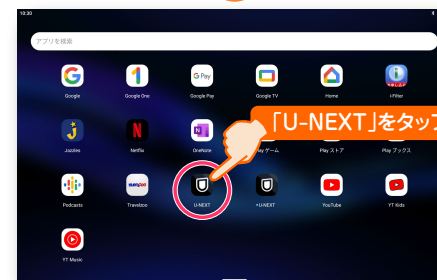 10:30
アプリを検索
G Pay
Google
Google One
Google Pay
Google TV
Home
i-Filter
「U-NEXT」をタップ
Jazzles
Netflix
OneNote
Play ゲーム
Play ストア
Play ブックス
Podcasts
Travelzoo
U-NEXT
+U-NEXT
YouTube
YT Kids
YT Music